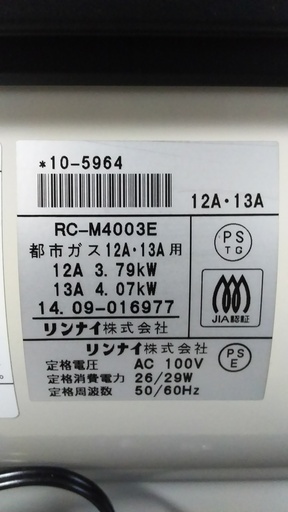 *10-5964
12A・13A
RC-M4003E
都市ガス12A・13A用
12A 3.79kW
13A 4.07kW
14.09-016977
リンナイ株式会社
PS
TG
JIA認証
リンナイ株式会社
定格電圧 AC 100V
定格消費電力 26/29W
定格周波数 50/60Hz
PS
E